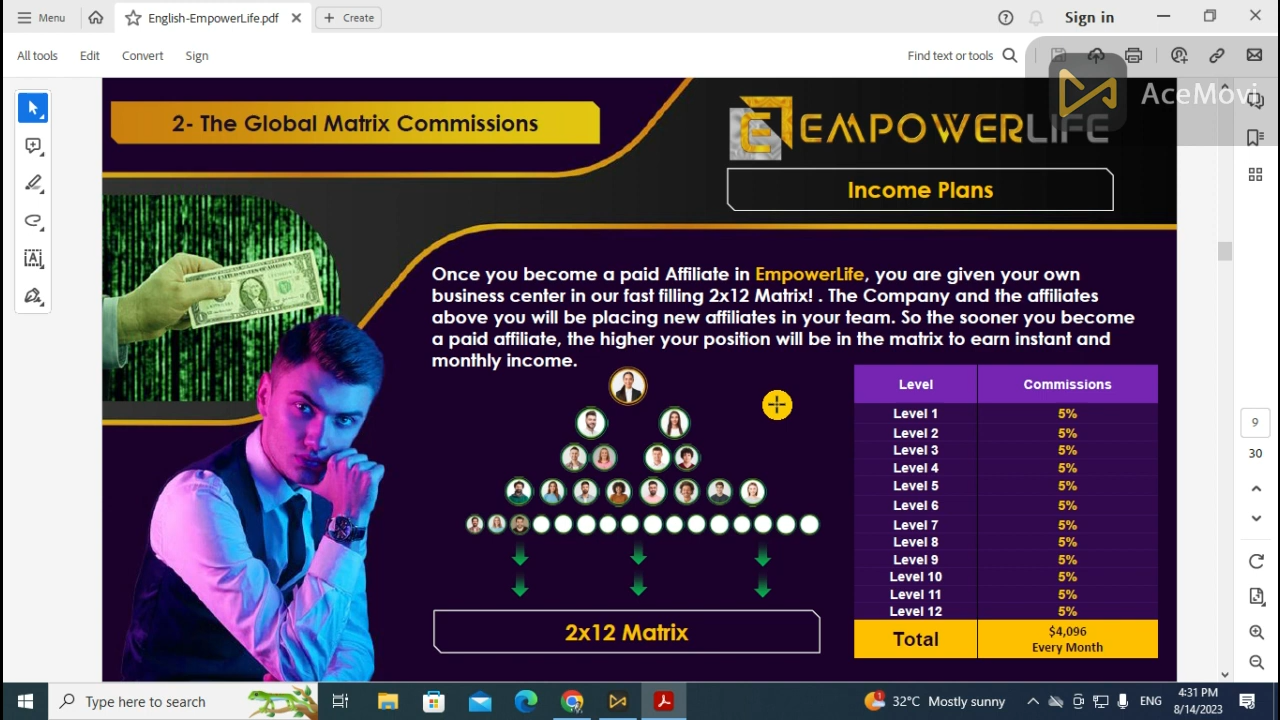 Menu
English-EmpowerLife.pdf
Create
Sign in
All tools
Edit
Convert
Sign
Find text or tools
AceMovi
2- The Global Matrix Commissions
EMPOWERLIFE
Income Plans
Once you become a paid Affiliate in EmpowerLife, you are given your own
business center in our fast filling 2x12 Matrix! . The Company and the affiliates
above you will be placing new affiliates in your team. So the sooner you become
a paid affiliate, the higher your position will be in the matrix to earn instant and
monthly income.
Level Commissions
Level 1 5%
Level 2 5%
Level 3 5%
Level 4 5%
Level 5 5%
Level 6 5%
Level 7 5%
Level 8 5%
Level 9 5%
Level 10 5%
Level 11 5%
Level 12 5%
Total $4,096
Every Month
2x12 Matrix
9
30
Type here to search
32°C Mostly sunny
ENG
4:31 PM
8/14/2023